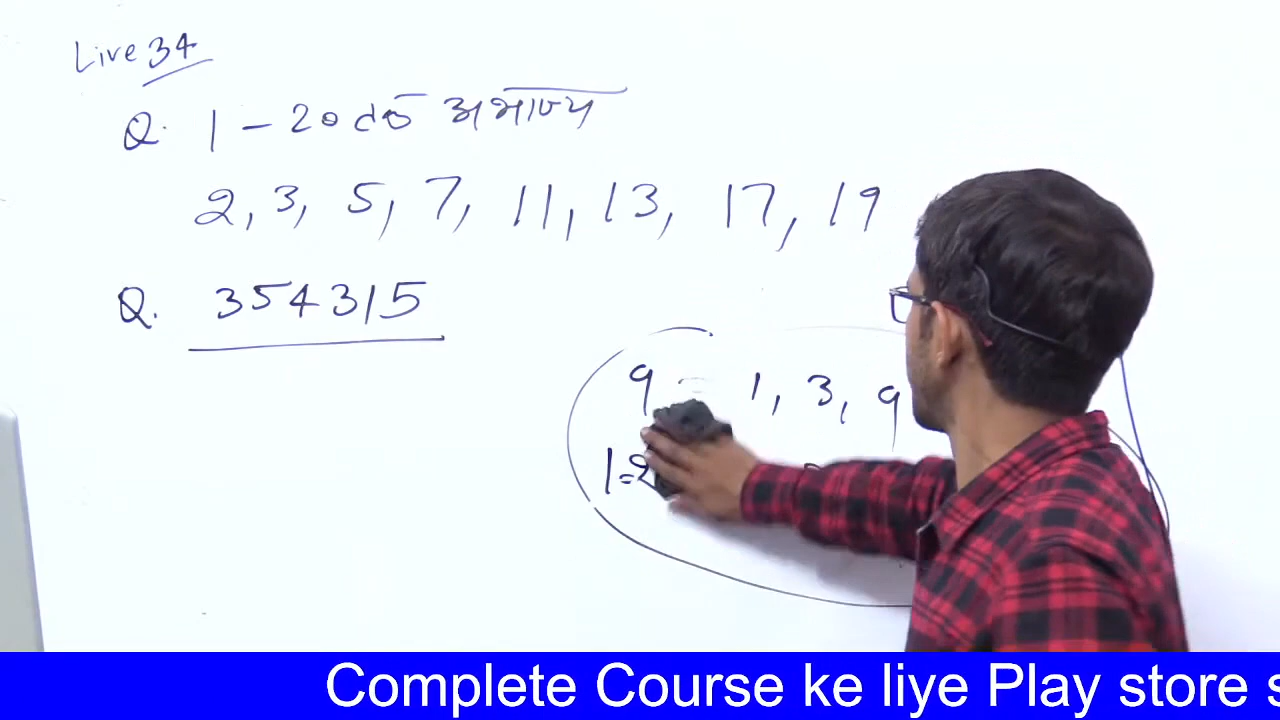 Live 34
Q. 1 - 20 तक अभाज्य
2, 3, 5, 7, 11, 13, 17, 19
Q. 354315
9 = 1, 3, 9
Complete Course ke liye Play store s